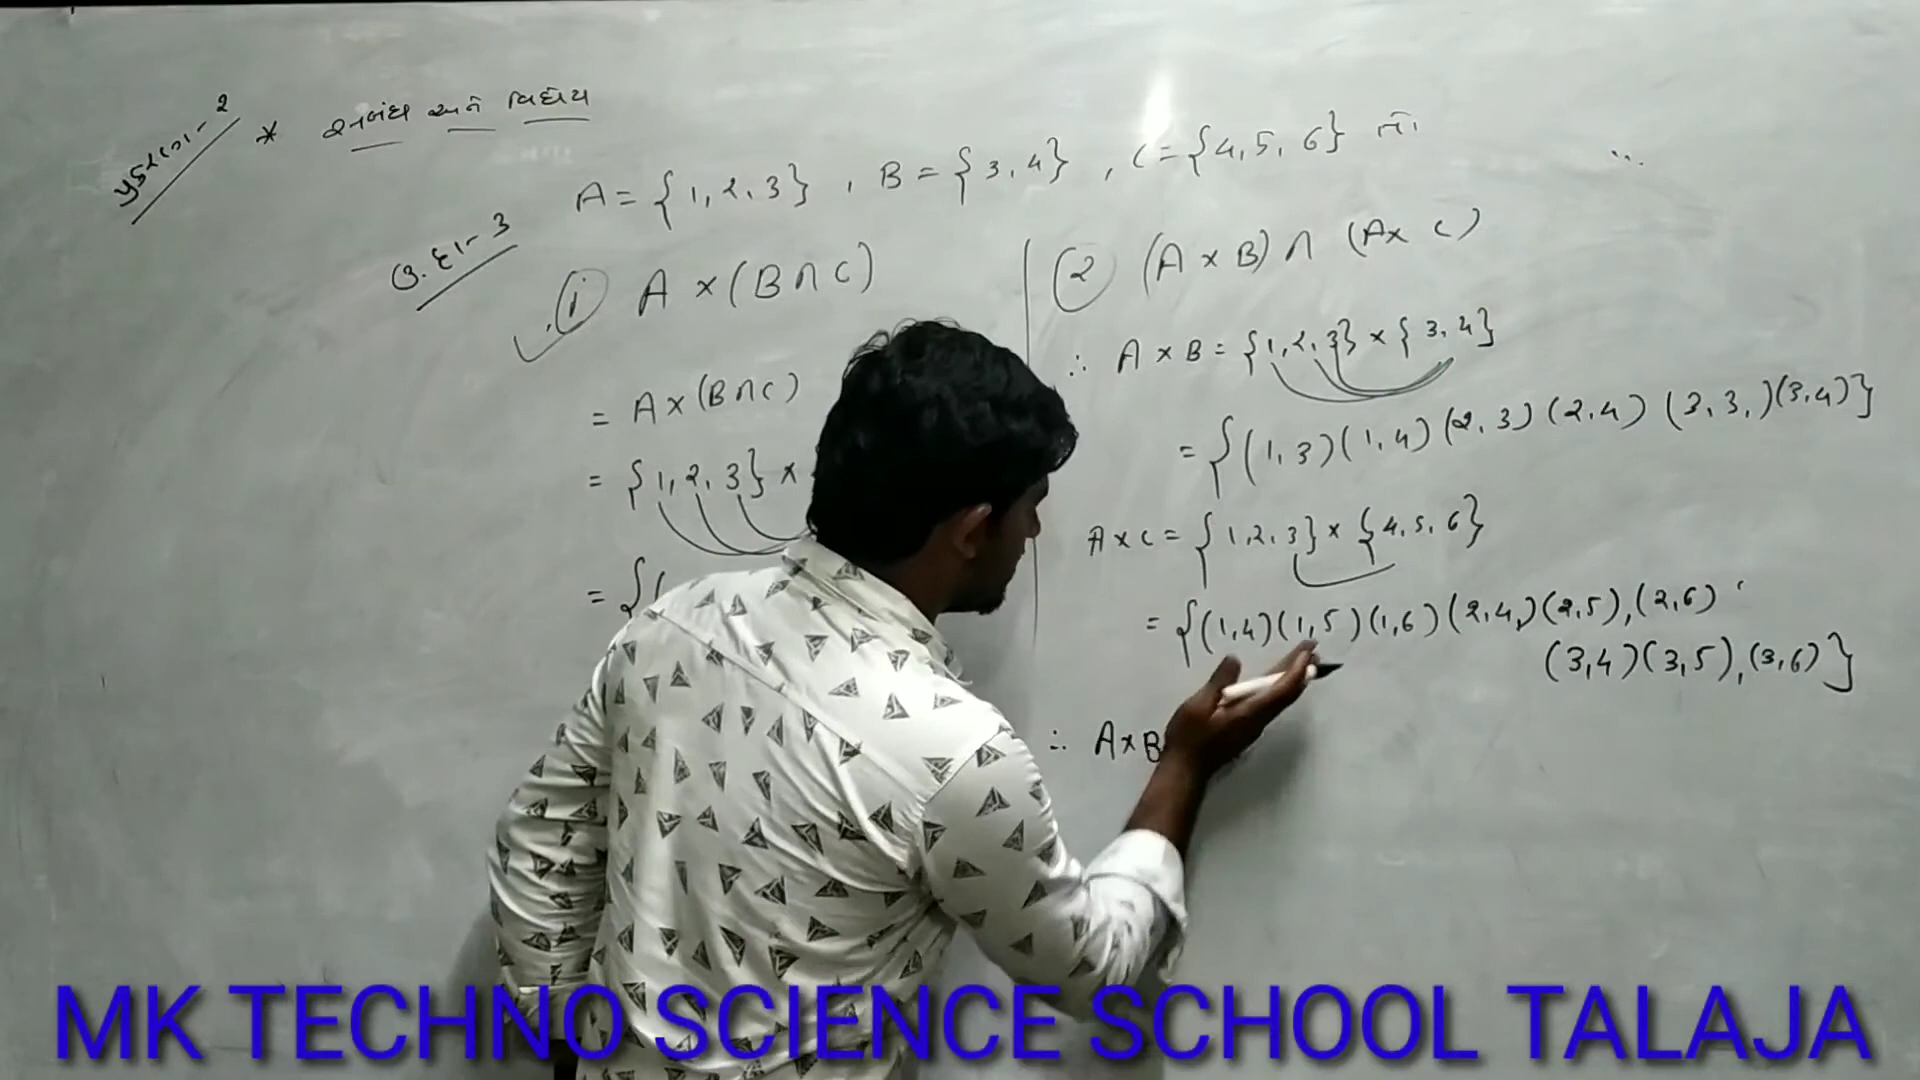 પ્રકરણ-2 * સંબંધ અને વિધેય
ઉ.દા-3
A = {1, 2, 3} , B = {3, 4} , C = {4, 5, 6} તો
① A × (B ∩ C)
= A × (B ∩ C)
= {1, 2, 3} ×
= {(
② (A × B) ∩ (A × C)
∴ A × B = {1, 2, 3} × {3, 4}
= {(1, 3) (1, 4) (2, 3) (2, 4) (3, 3,) (3, 4)}
A × C = {1, 2, 3} × {4, 5, 6}
= {(1, 4) (1, 5) (1, 6) (2, 4,) (2, 5), (2, 6)
(3, 4) (3, 5), (3, 6)}
∴ A × B
MK TECHNO SCIENCE SCHOOL TALAJA